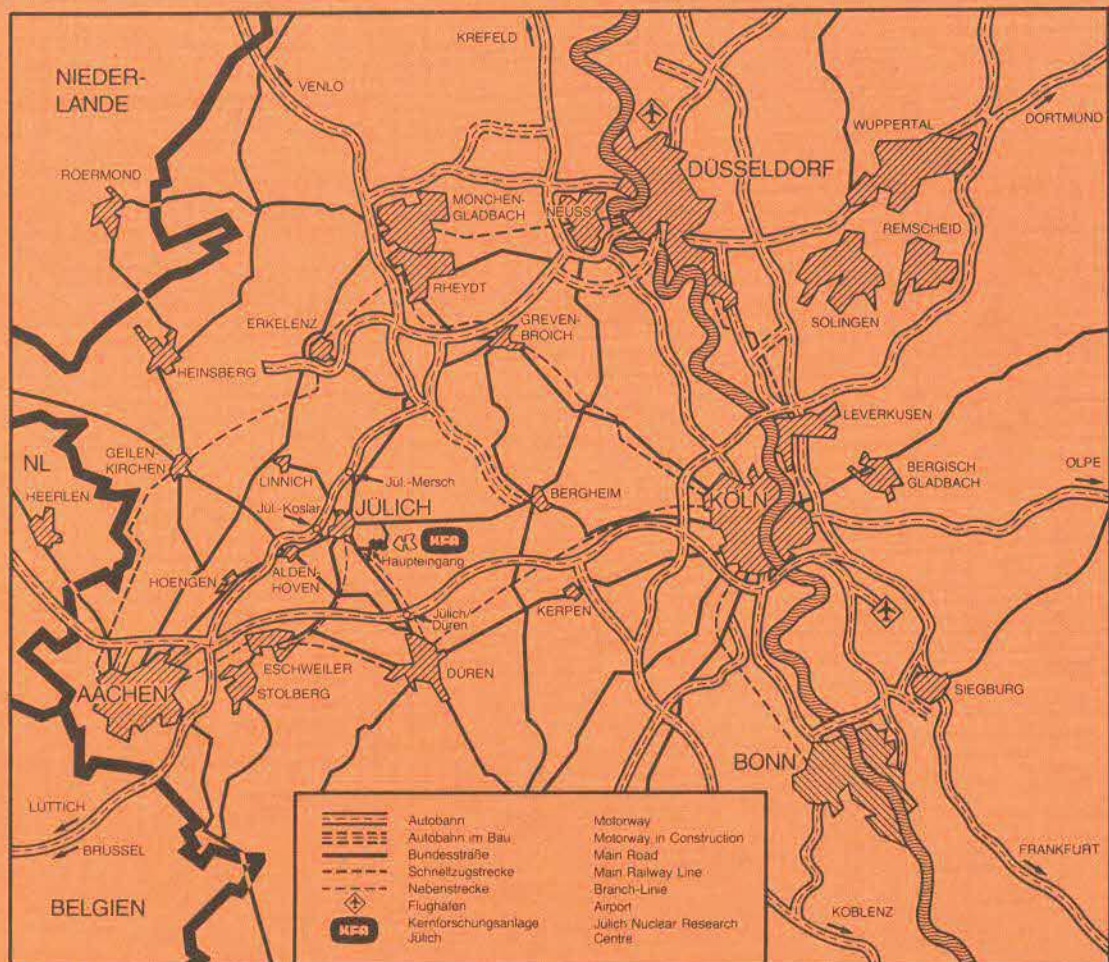 KREFELD
NIEDER-
LANDE
VENLO
DORTMUND
WUPPERTAL
ROERMOND
DÜSSELDORF
MÖNCHEN-
GLADBACH
NEUSS
REMSCHEID
RHEYDT
SOLINGEN
ERKELENZ
GREVEN-
BROICH
HEINSBERG
LEVERKUSEN
GEILEN-
KIRCHEN
NL
HEERLEN
LINNICH
Jül.-Mersch
BERGHEIM
BERGISCH
GLADBACH
OLPE
KÖLN
JÜLICH
Jül.-Koslar
KFA
Haupteingang
ALDEN-
HOVEN
HOENGEN
Jülich/
Düren
KERPEN
ESCHWEILER
STOLBERG
DÜREN
AACHEN
SIEGBURG
BONN
LÜTTICH
BRÜSSEL
FRANKFURT
BELGIEN
KOBLENZ
Autobahn Motorway
Autobahn im Bau Motorway in Construction
Bundesstraße Main Road
Schnellzugstrecke Main Railway Line
Nebenstrecke Branch-Linie
Flughafen Airport
KFA Kernforschungsanlage Jülich Nuclear Research
Jülich Centre